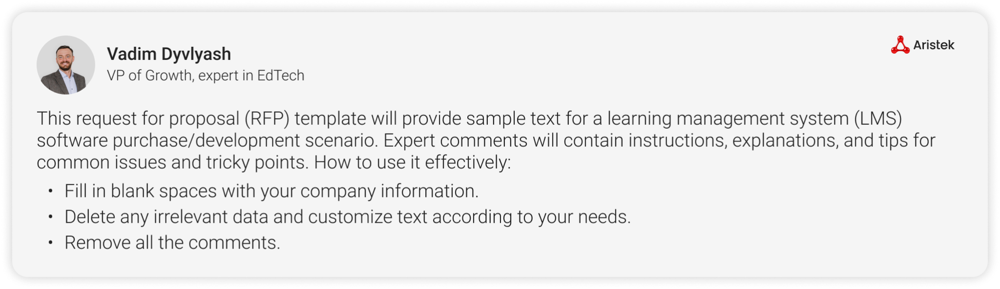 Vadim Dyvlyash
VP of Growth, expert in EdTech
Aristek
This request for proposal (RFP) template will provide sample text for a learning management system (LMS)
software purchase/development scenario. Expert comments will contain instructions, explanations, and tips for
common issues and tricky points. How to use it effectively:
• Fill in blank spaces with your company information.
• Delete any irrelevant data and customize text according to your needs.
• Remove all the comments.